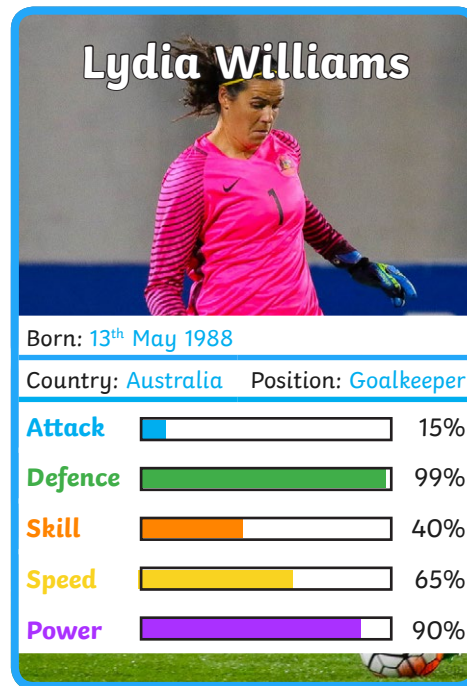 Lydia Williams
1
Born: 13th May 1988
Country: Australia Position: Goalkeeper
Attack 15%
Defence 99%
Skill 40%
Speed 65%
Power 90%